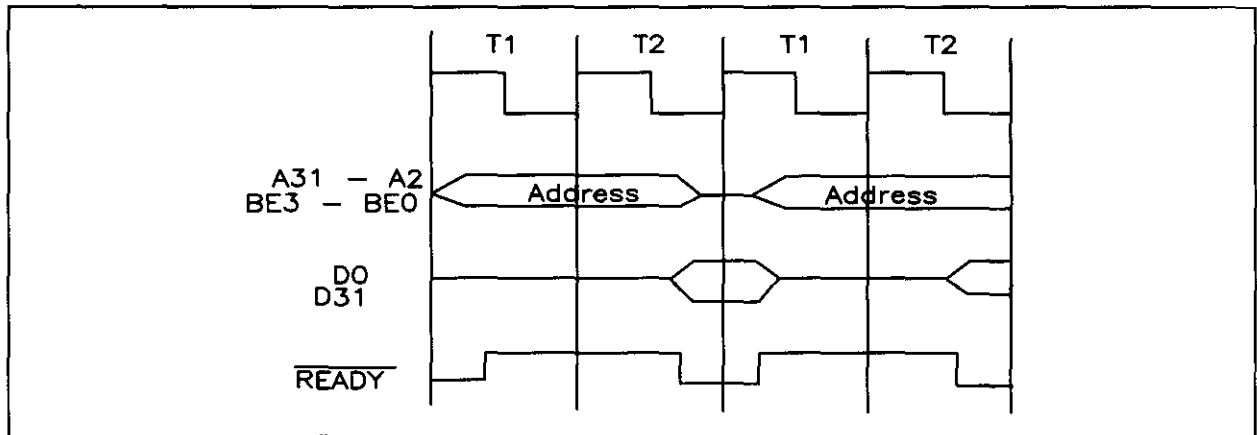 T1 T2 T1 T2
A31 – A2
BE3 – BE0
Address Address
D0
D31
READY